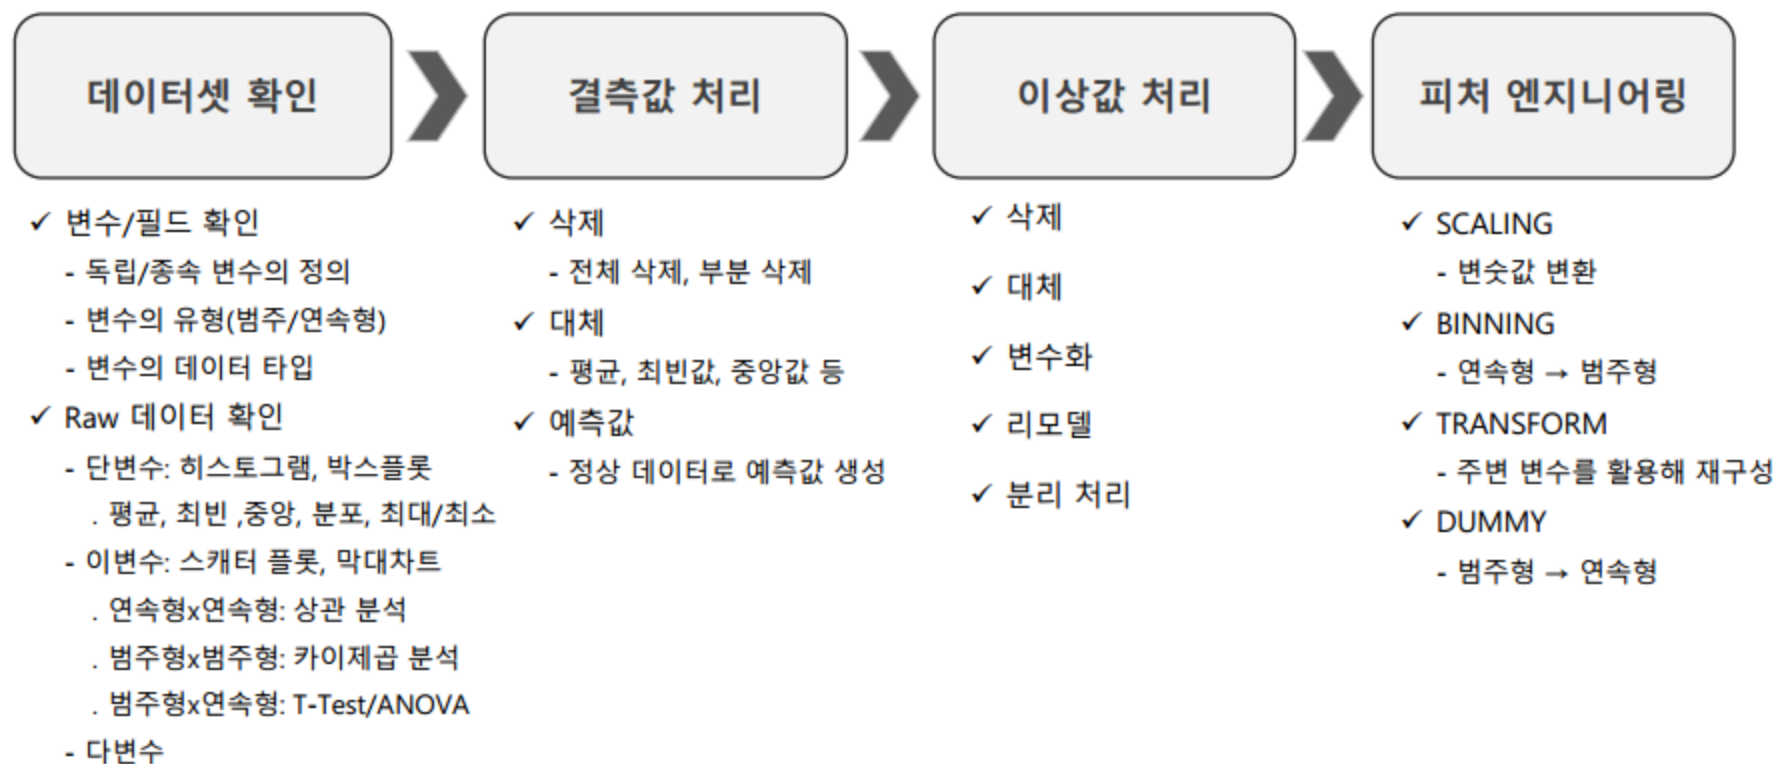 데이터셋 확인
✓ 변수/필드 확인
- 독립/종속 변수의 정의
- 변수의 유형(범주/연속형)
- 변수의 데이터 타입
✓ Raw 데이터 확인
- 단변수: 히스토그램, 박스플롯
. 평균, 최빈 ,중앙, 분포, 최대/최소
- 이변수: 스캐터 플롯, 막대차트
. 연속형x연속형: 상관 분석
. 범주형x범주형: 카이제곱 분석
. 범주형x연속형: T-Test/ANOVA
- 다변수
결측값 처리
✓ 삭제
- 전체 삭제, 부분 삭제
✓ 대체
- 평균, 최빈값, 중앙값 등
✓ 예측값
- 정상 데이터로 예측값 생성
이상값 처리
✓ 삭제
✓ 대체
✓ 변수화
✓ 리모델
✓ 분리 처리
피처 엔지니어링
✓ SCALING
- 변숫값 변환
✓ BINNING
- 연속형 → 범주형
✓ TRANSFORM
- 주변 변수를 활용해 재구성
✓ DUMMY
- 범주형 → 연속형